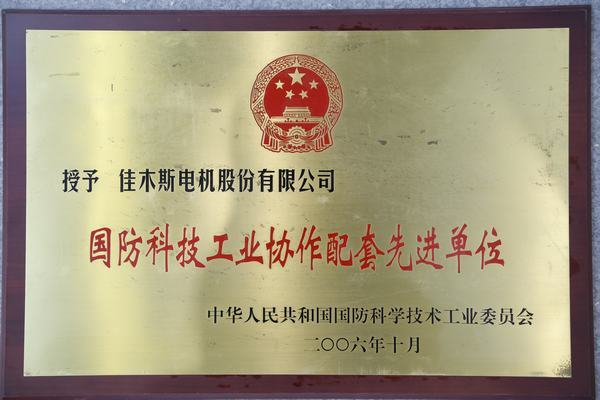 授予 佳木斯电机股份有限公司
国防科技工业协作配套先进单位
中华人民共和国国防科学技术工业委员会
二〇〇六年十月